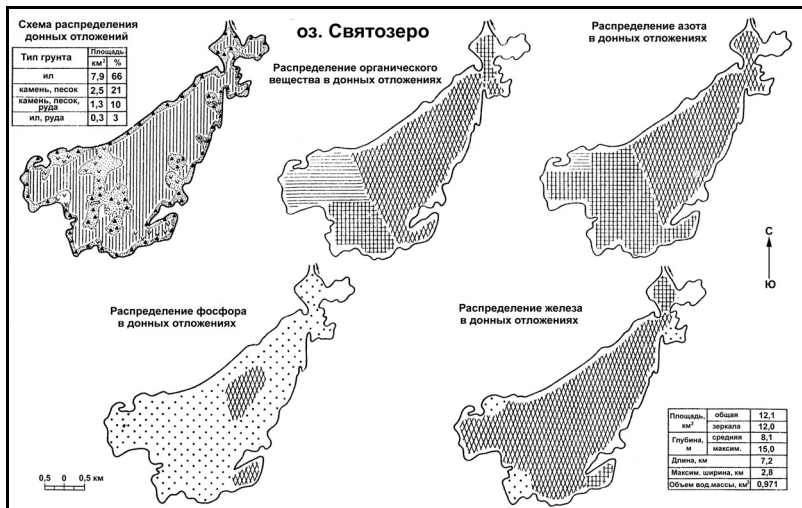 Схема распределения
донных отложений
Тип грунта
Площадь
км² %
ил 7,9 66
камень, песок 2,5 21
камень, песок,
руда 1,3 10
ил, руда 0,3 3
оз. Святозеро
Распределение органического
вещества в донных отложениях
Распределение азота
в донных отложениях
С
Ю
Распределение фосфора
в донных отложениях
Распределение железа
в донных отложениях
0,5 0 0,5 км
Площадь, км² общая 12,1
зеркала 12,0
Глубина, м средняя 8,1
максим. 15,0
Длина, км 7,2
Максим. ширина, км 2,8
Объем вод.массы, км³ 0,971